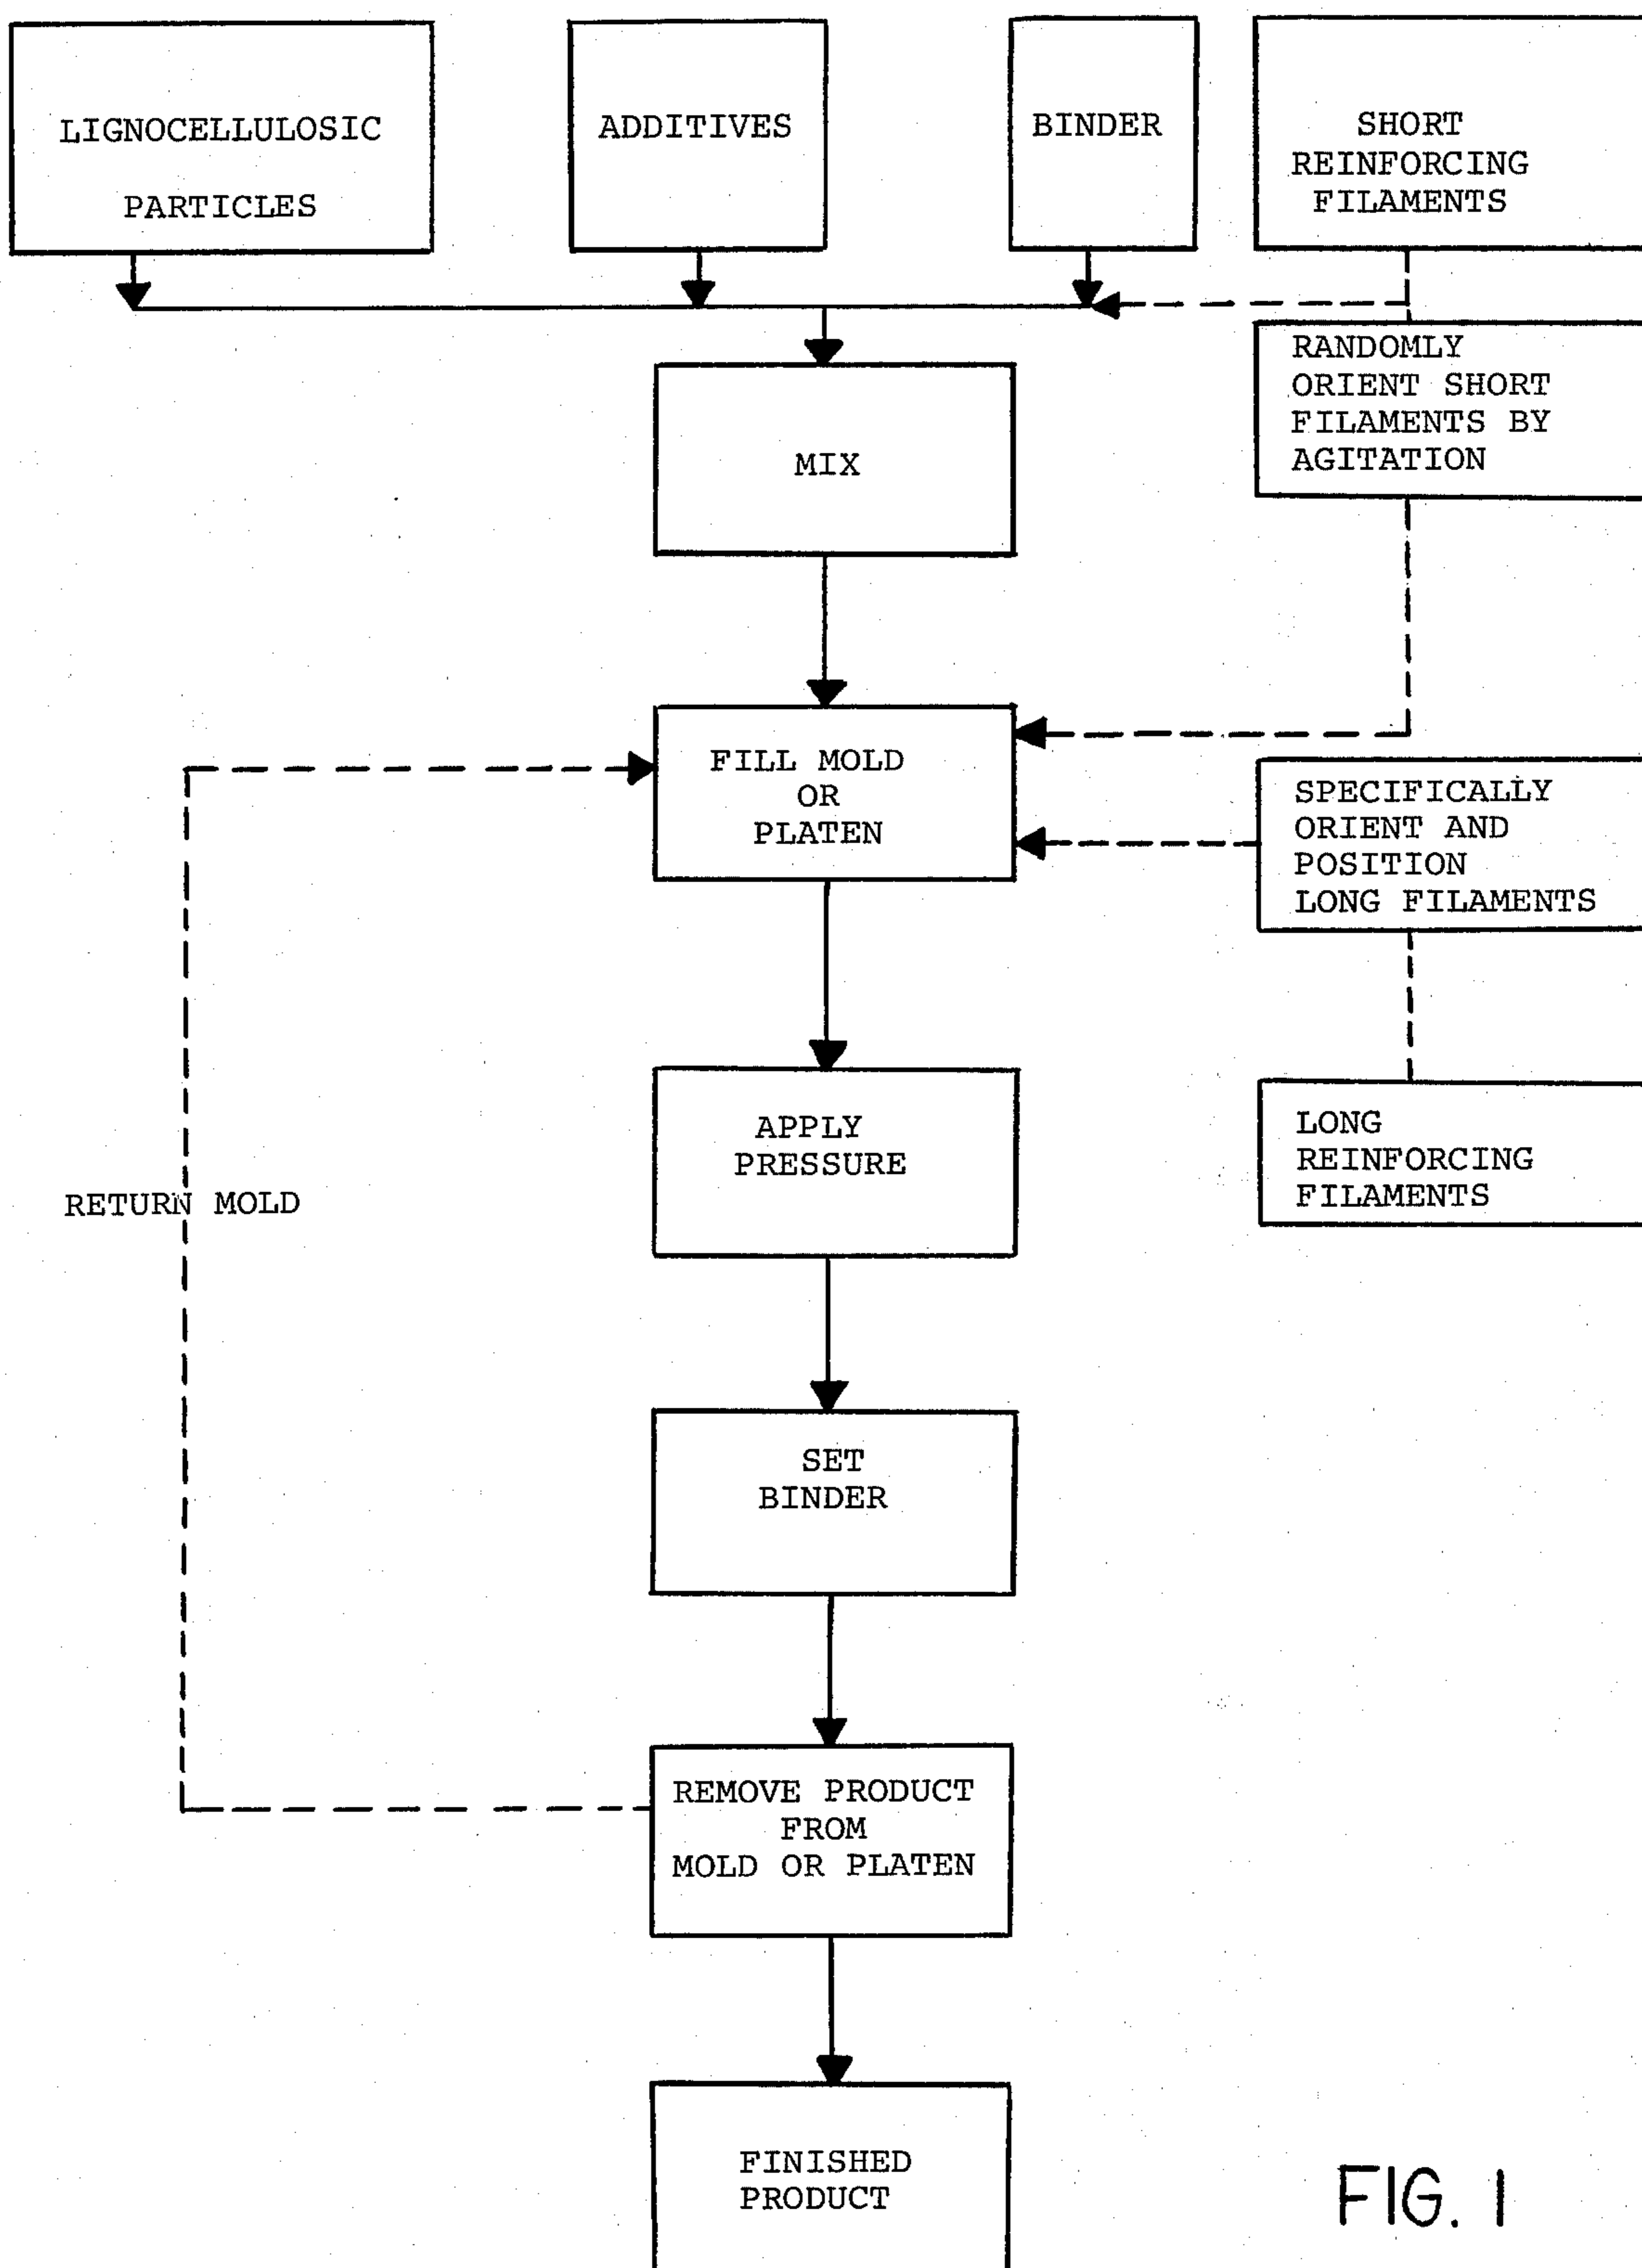 LIGNOCELLULOSIC
PARTICLES
ADDITIVES
BINDER
SHORT
REINFORCING
FILAMENTS
RANDOMLY
ORIENT SHORT
FILAMENTS BY
AGITATION
MIX
FILL MOLD
OR
PLATEN
SPECIFICALLY
ORIENT AND
POSITION
LONG FILAMENTS
APPLY
PRESSURE
LONG
REINFORCING
FILAMENTS
RETURN MOLD
SET
BINDER
REMOVE PRODUCT
FROM
MOLD OR PLATEN
FINISHED
PRODUCT
FIG. 1